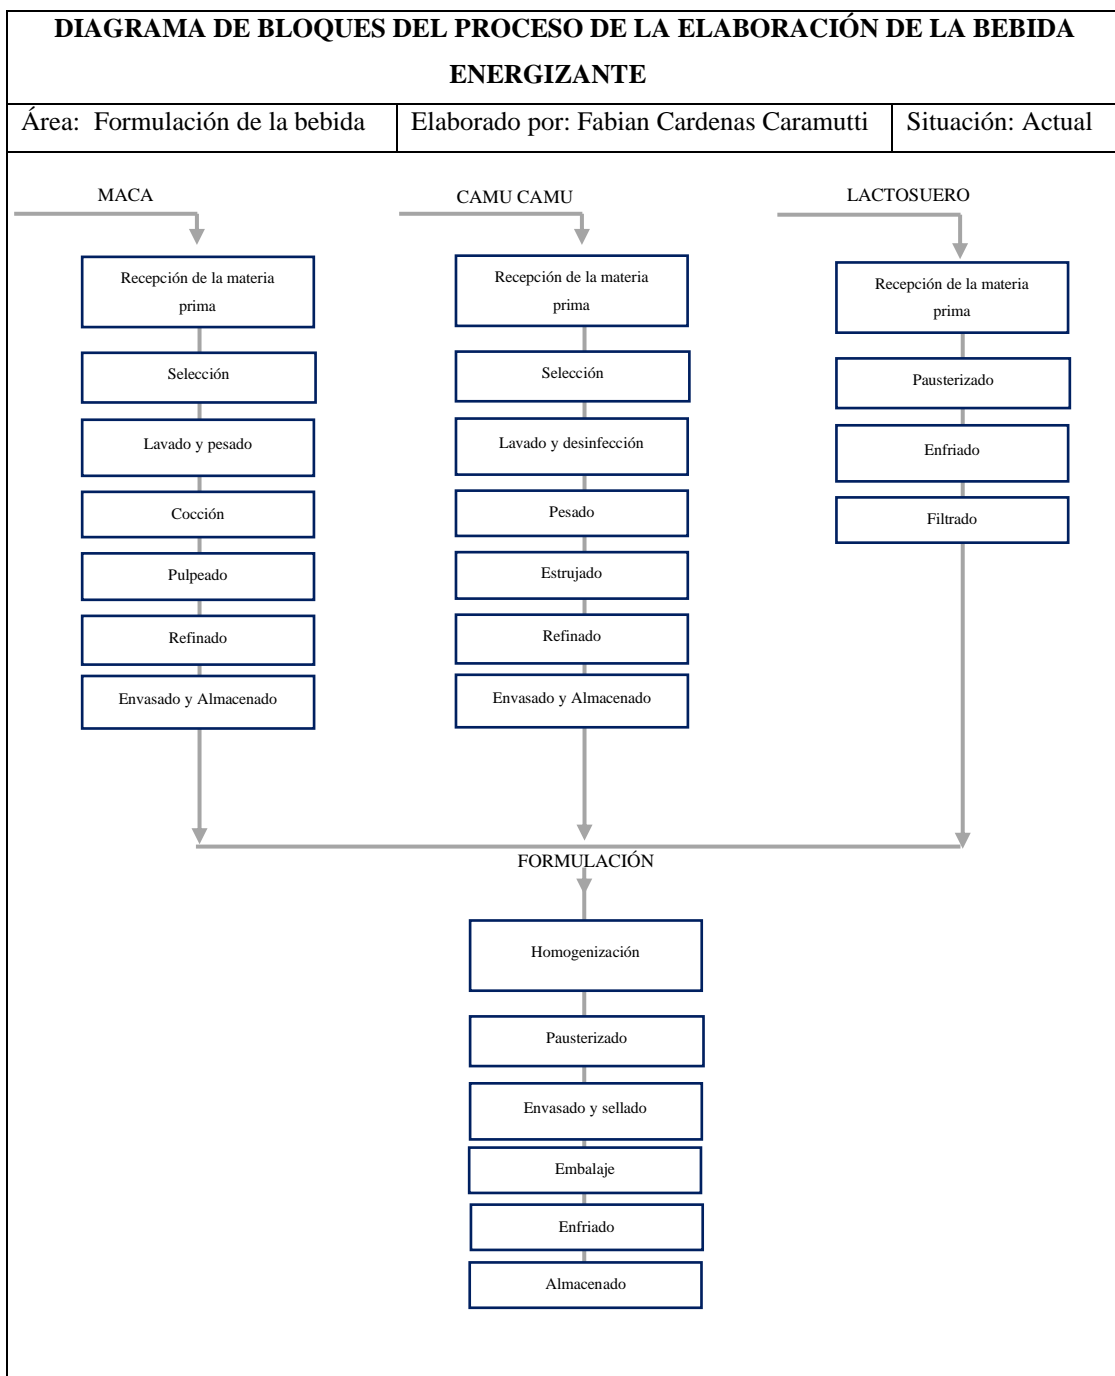 DIAGRAMA DE BLOQUES DEL PROCESO DE LA ELABORACIÓN DE LA BEBIDA
ENERGIZANTE
Área: Formulación de la bebida
Elaborado por: Fabian Cardenas Caramutti
Situación: Actual
MACA
Recepción de la materia
prima
Selección
Lavado y pesado
Cocción
Pulpeado
Refinado
Envasado y Almacenado
CAMU CAMU
Recepción de la materia
prima
Selección
Lavado y desinfección
Pesado
Estrujado
Refinado
Envasado y Almacenado
LACTOSUERO
Recepción de la materia
prima
Pausterizado
Enfriado
Filtrado
FORMULACIÓN
Homogenización
Pausterizado
Envasado y sellado
Embalaje
Enfriado
Almacenado